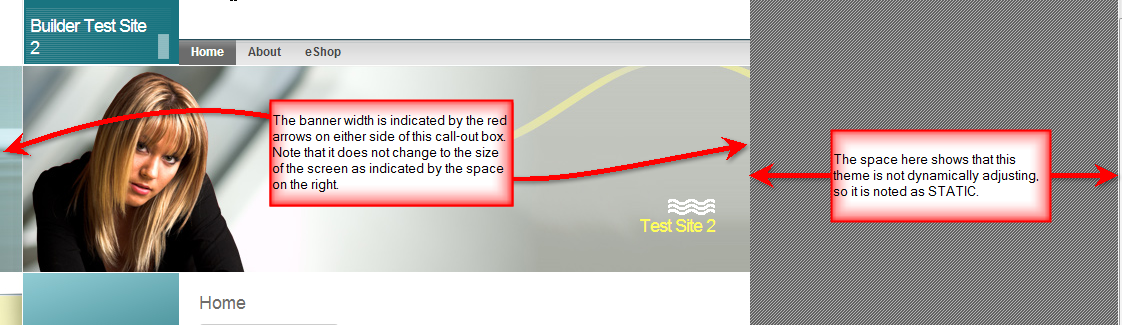 Builder Test Site
2
Home About eShop
The banner width is indicated by the red
arrows on either side of this call-out box.
Note that it does not change to the size
of the screen as indicated by the space
on the right.
The space here shows that this
theme is not dynamically adjusting,
so it is noted as STATIC.
Test Site 2
Home